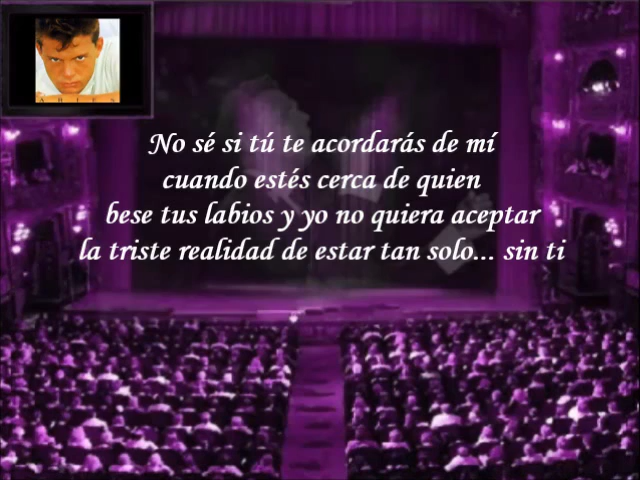 ARIES
No sé si tú te acordarás de mí
cuando estés cerca de quien
bese tus labios y yo no quiera aceptar
la triste realidad de estar tan solo... sin ti